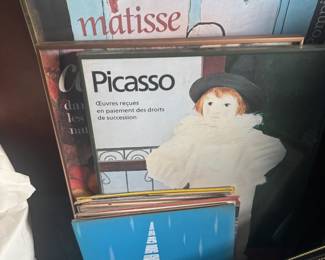 matisse
Picasso
Œuvres reçues
en paiement des droits
de succession